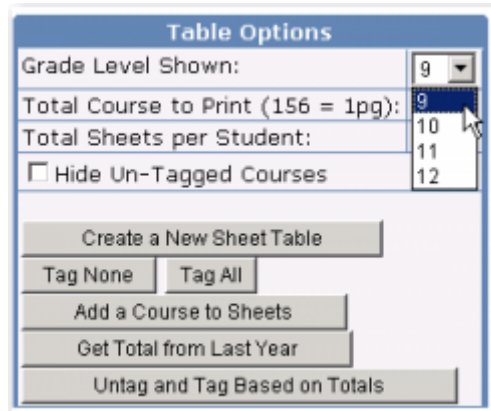 Table Options
Grade Level Shown: 9
Total Course to Print (156 = 1pg): 9
10
Total Sheets per Student:
11
Hide Un-Tagged Courses 12
Create a New Sheet Table
Tag None Tag All
Add a Course to Sheets
Get Total from Last Year
Untag and Tag Based on Totals